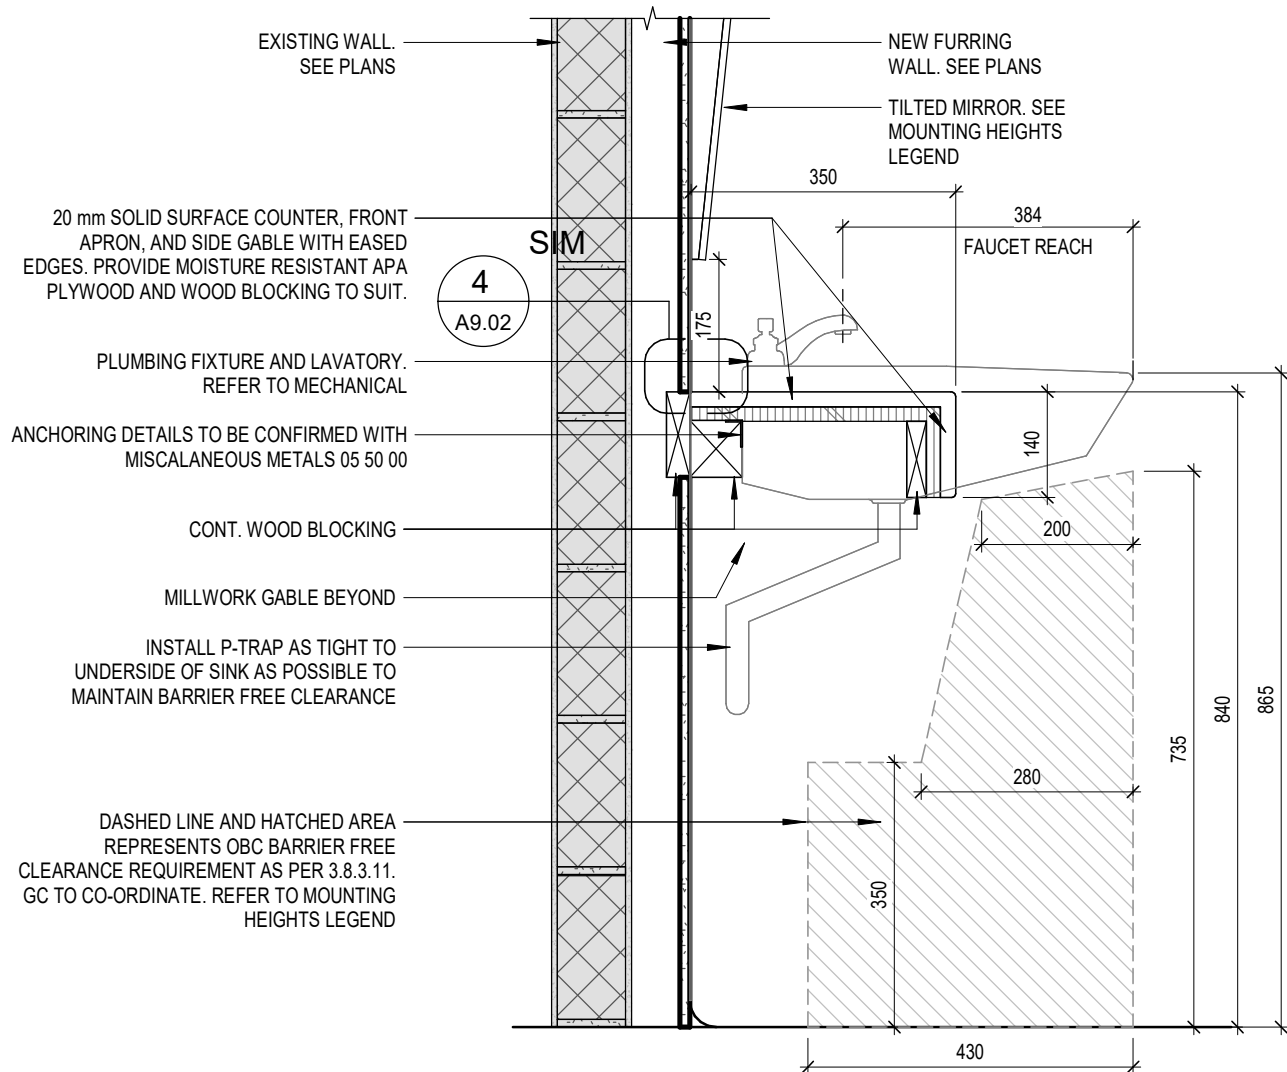 EXISTING WALL.
SEE PLANS
NEW FURRING
WALL. SEE PLANS
TILTED MIRROR. SEE
MOUNTING HEIGHTS
LEGEND
350
384
FAUCET REACH
20 mm SOLID SURFACE COUNTER, FRONT
APRON, AND SIDE GABLE WITH EASED
EDGES. PROVIDE MOISTURE RESISTANT APA
PLYWOOD AND WOOD BLOCKING TO SUIT.
SIM
4
A9.02
175
PLUMBING FIXTURE AND LAVATORY.
REFER TO MECHANICAL
ANCHORING DETAILS TO BE CONFIRMED WITH
MISCALANEOUS METALS 05 50 00
140
CONT. WOOD BLOCKING
200
MILLWORK GABLE BEYOND
INSTALL P-TRAP AS TIGHT TO
UNDERSIDE OF SINK AS POSSIBLE TO
MAINTAIN BARRIER FREE CLEARANCE
735
840
865
280
DASHED LINE AND HATCHED AREA
REPRESENTS OBC BARRIER FREE
CLEARANCE REQUIREMENT AS PER 3.8.3.11.
GC TO CO-ORDINATE. REFER TO MOUNTING
HEIGHTS LEGEND
350
430